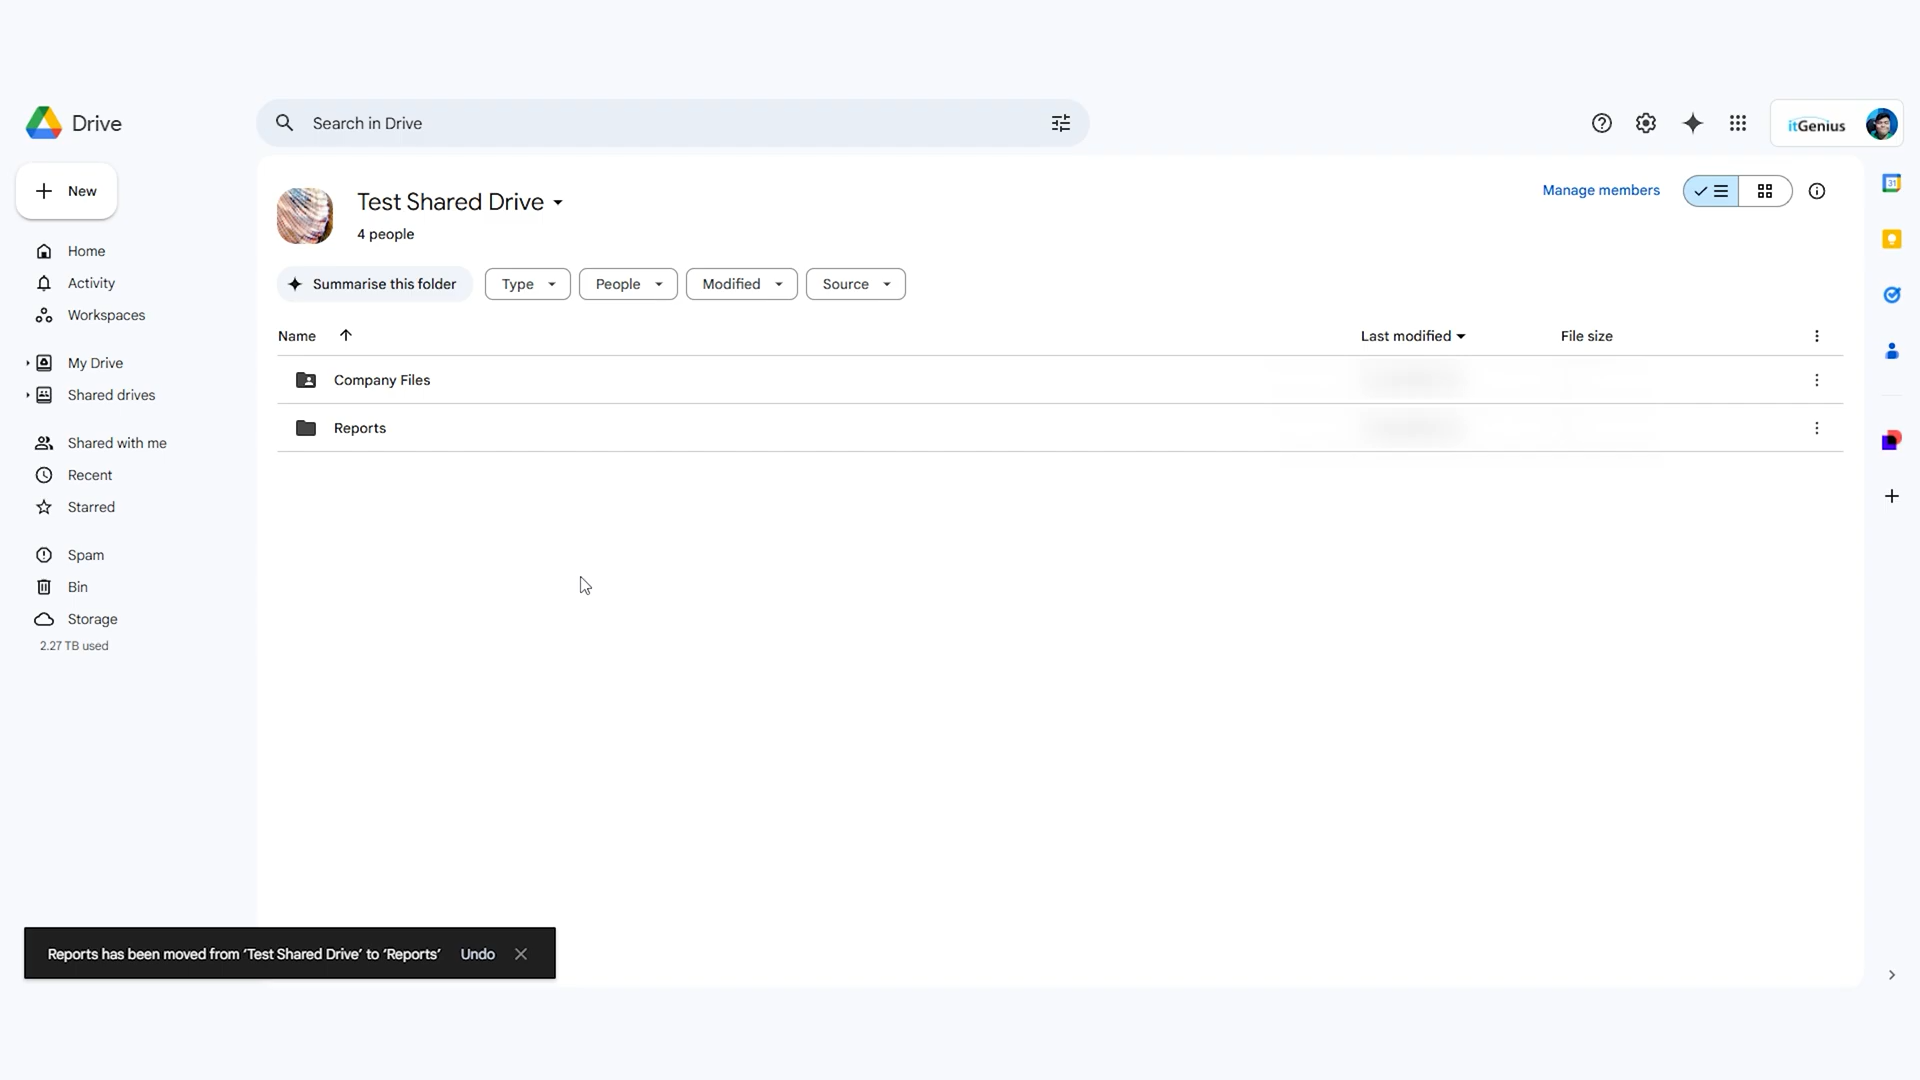 Drive
Search in Drive
itGenius
New
Test Shared Drive
4 people
Manage members
Home
Activity
Workspaces
My Drive
Shared drives
Shared with me
Recent
Starred
Spam
Bin
Storage
2.27 TB used
Summarise this folder
Type
People
Modified
Source
Name
Last modified
File size
Company Files
Reports
31
Reports has been moved from ‘Test Shared Drive’ to ‘Reports’ Undo